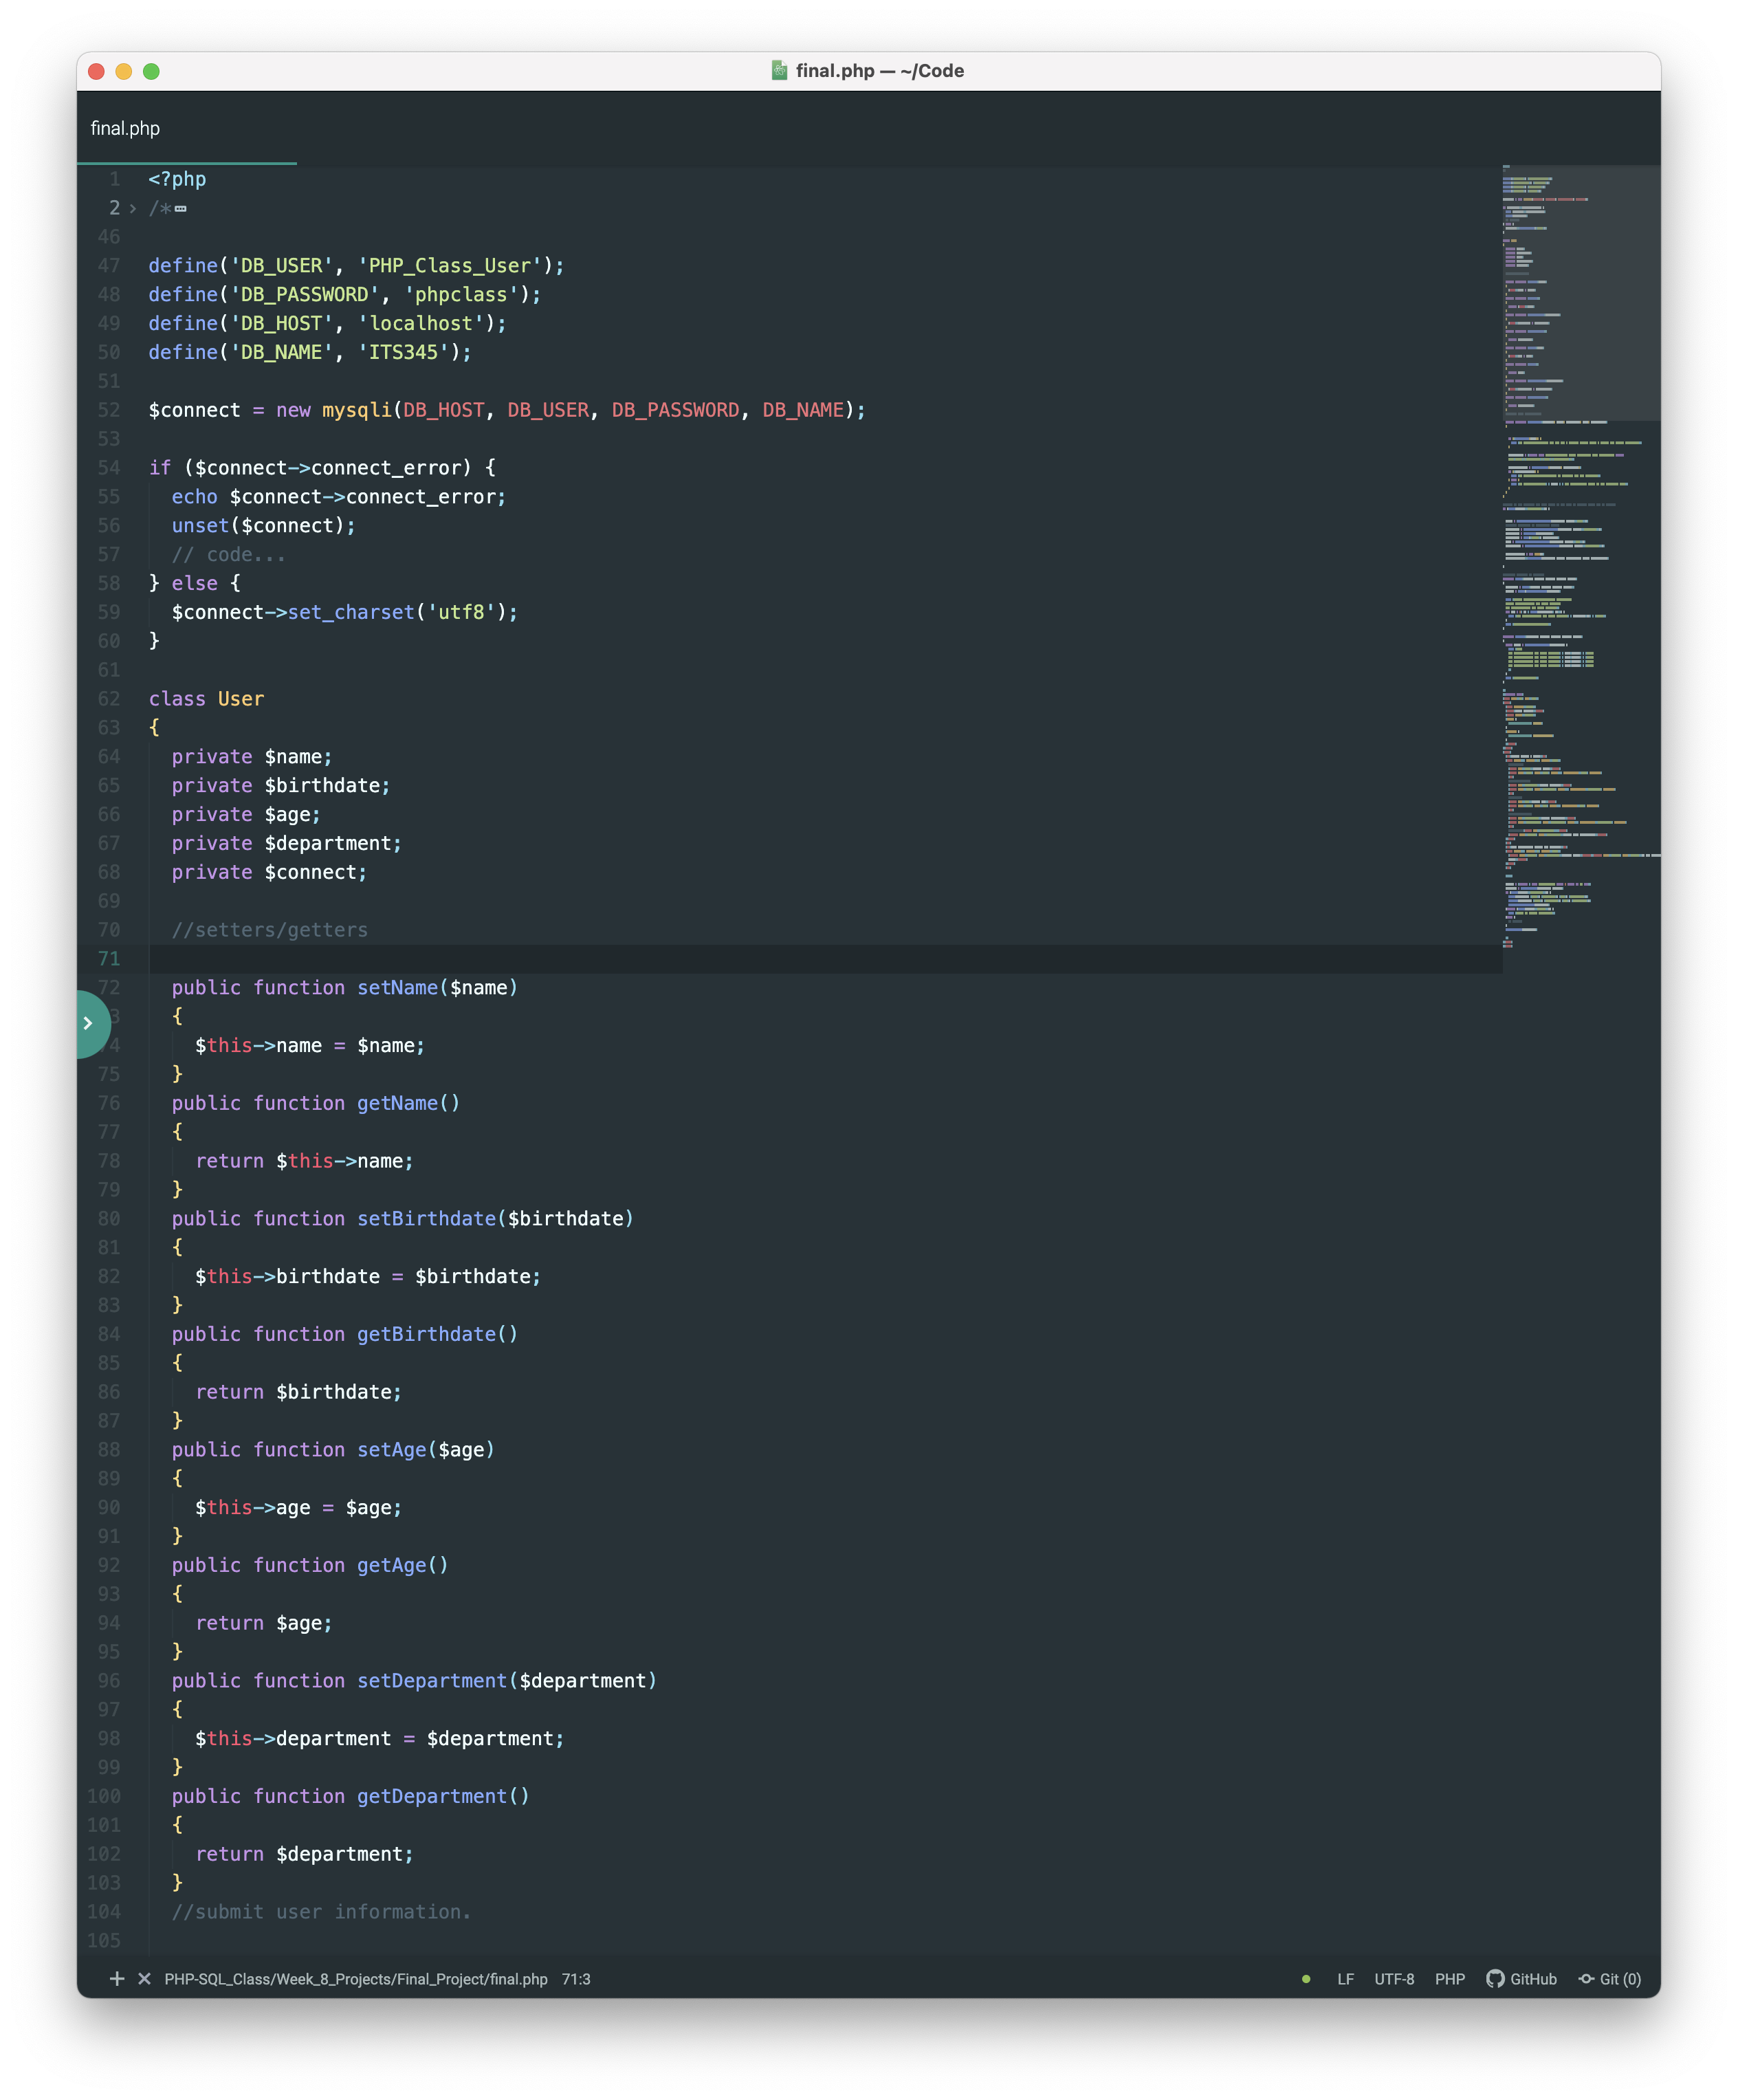 final.php — ~/Code
final.php
1 <?php
2 > /*
46
47 define('DB_USER', 'PHP_Class_User');
48 define('DB_PASSWORD', 'phpclass');
49 define('DB_HOST', 'localhost');
50 define('DB_NAME', 'ITS345');
51
52 $connect = new mysqli(DB_HOST, DB_USER, DB_PASSWORD, DB_NAME);
53
54 if ($connect->connect_error) {
55 echo $connect->connect_error;
56 unset($connect);
57 // code...
58 } else {
59 $connect->set_charset('utf8');
60 }
61
62 class User
63 {
64 private $name;
65 private $birthdate;
66 private $age;
67 private $department;
68 private $connect;
69
70 //setters/getters
71
72 public function setName($name)
3 {
4 $this->name = $name;
75 }
76 public function getName()
77 {
78 return $this->name;
79 }
80 public function setBirthdate($birthdate)
81 {
82 $this->birthdate = $birthdate;
83 }
84 public function getBirthdate()
85 {
86 return $birthdate;
87 }
88 public function setAge($age)
89 {
90 $this->age = $age;
91 }
92 public function getAge()
93 {
94 return $age;
95 }
96 public function setDepartment($department)
97 {
98 $this->department = $department;
99 }
100 public function getDepartment()
101 {
102 return $department;
103 }
104 //submit user information.
105
PHP-SQL_Class/Week_8_Projects/Final_Project/final.php 71:3 LF UTF-8 PHP GitHub Git (0)